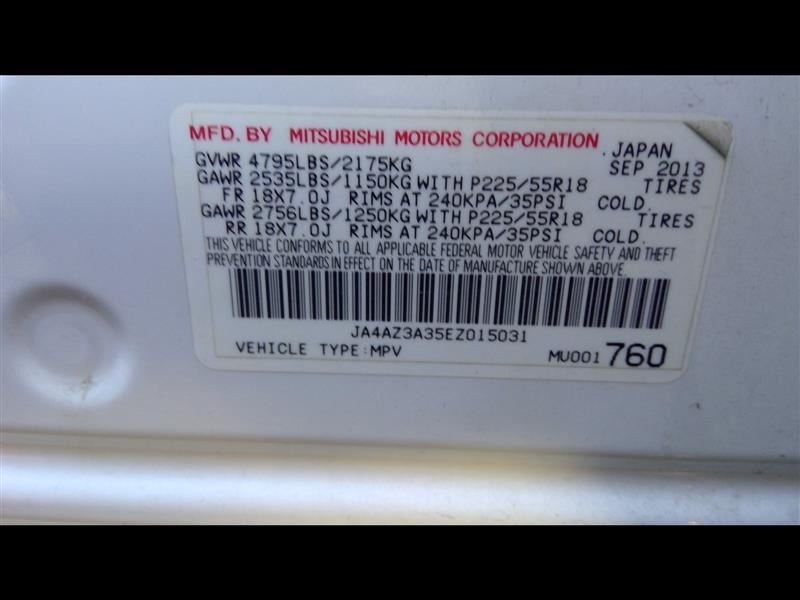 MFD. BY MITSUBISHI MOTORS CORPORATION JAPAN
GVWR 4795LBS/2175KG SEP 2013
GAWR 2535LBS/1150KG WITH P225/55R18 TIRES
FR 18X7.0J RIMS AT 240KPA/35PSI COLD.
GAWR 2756LBS/1250KG WITH P225/55R18 TIRES
RR 18X7.0J RIMS AT 240KPA/35PSI COLD.
THIS VEHICLE CONFORMS TO ALL APPLICABLE FEDERAL MOTOR VEHICLE SAFETY AND THEFT
PREVENTION STANDARDS IN EFFECT ON THE DATE OF MANUFACTURE SHOWN ABOVE.
JA4AZ3A35EZ015031
VEHICLE TYPE:MPV MU001 760